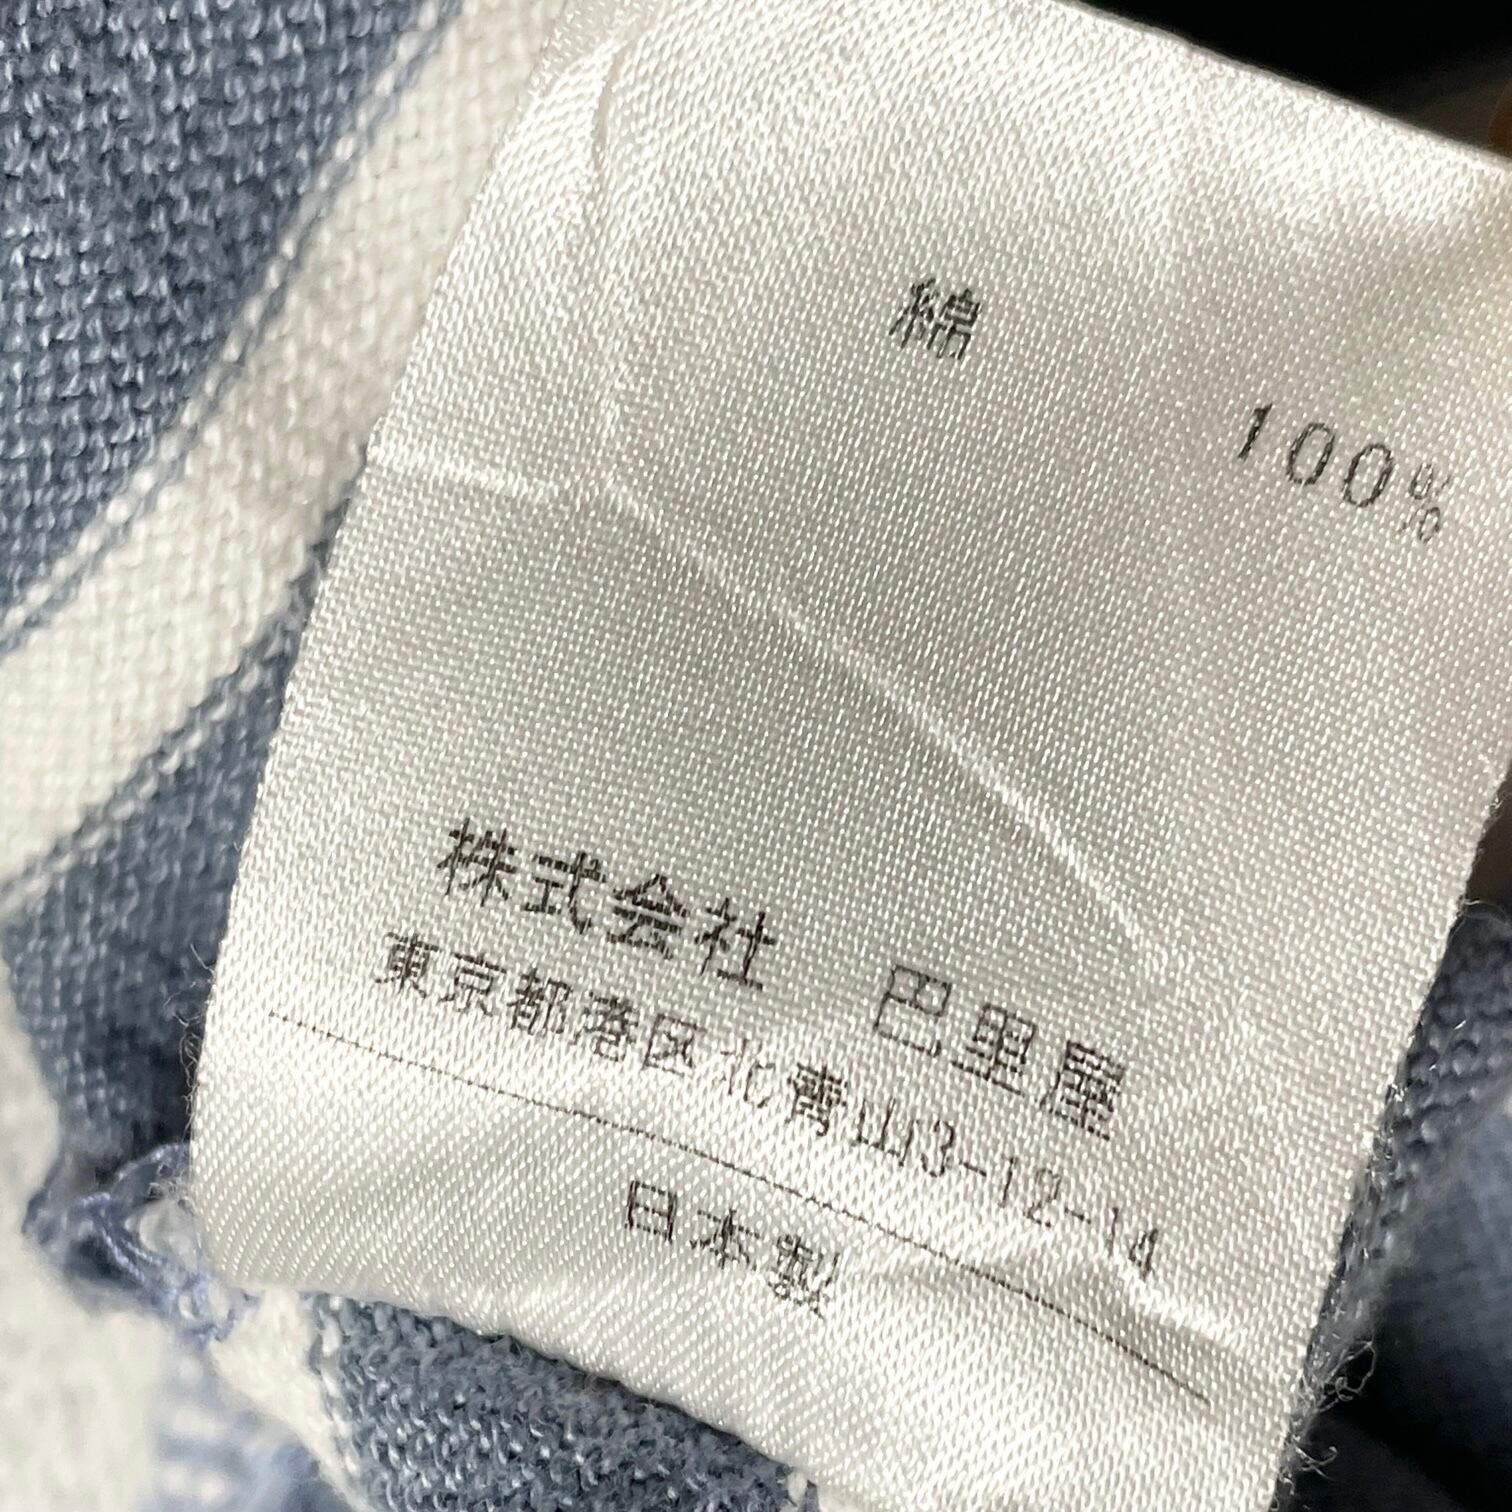 綿 100%
株式会社 巴里屋
東京都港区北青山3-12-14
日本製